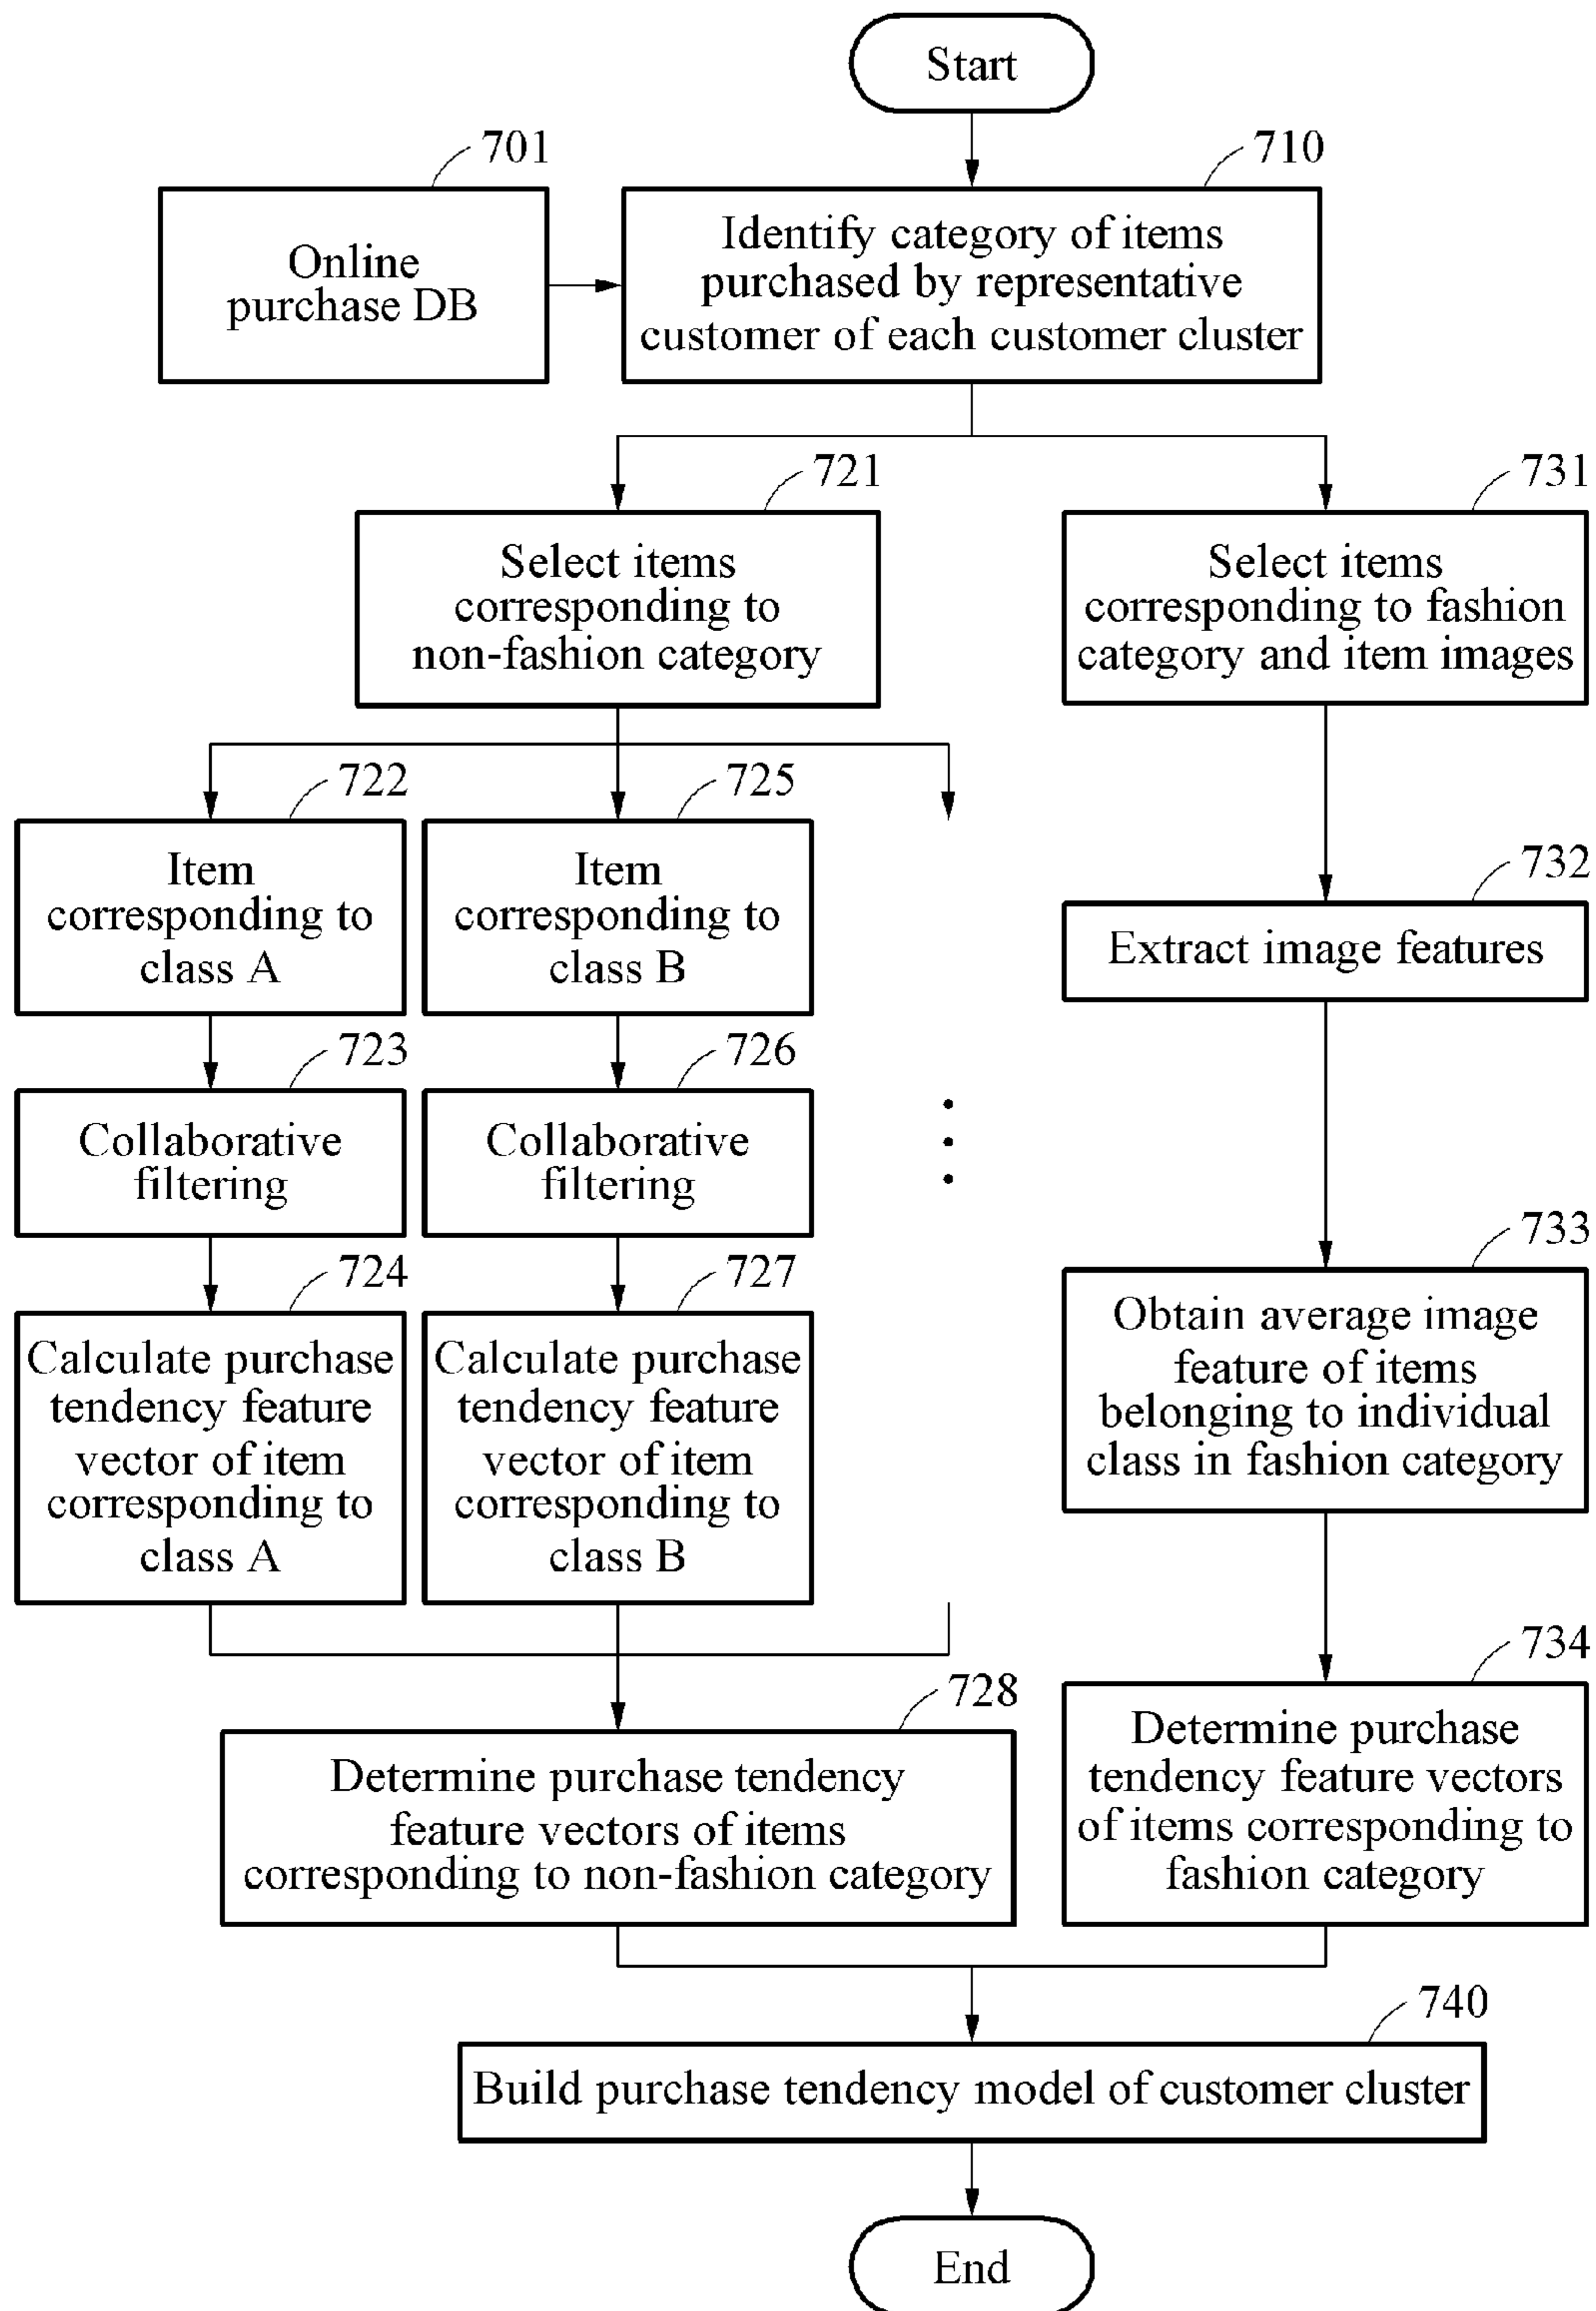 Start
701
710
Online
purchase DB
Identify category of items
purchased by representative
customer of each customer cluster
721
731
Select items
corresponding to
non-fashion category
Select items
corresponding to fashion
category and item images
722
725
732
Item
corresponding to
class A
Item
corresponding to
class B
Extract image features
723
726
Collaborative
filtering
Collaborative
filtering
733
724
727
Obtain average image
feature of items
belonging to individual
class in fashion category
Calculate purchase
tendency feature
vector of item
corresponding to
class A
Calculate purchase
tendency feature
vector of item
corresponding to
class B
734
728
Determine purchase
tendency feature vectors
of items corresponding to
fashion category
Determine purchase tendency
feature vectors of items
corresponding to non-fashion category
740
Build purchase tendency model of customer cluster
End